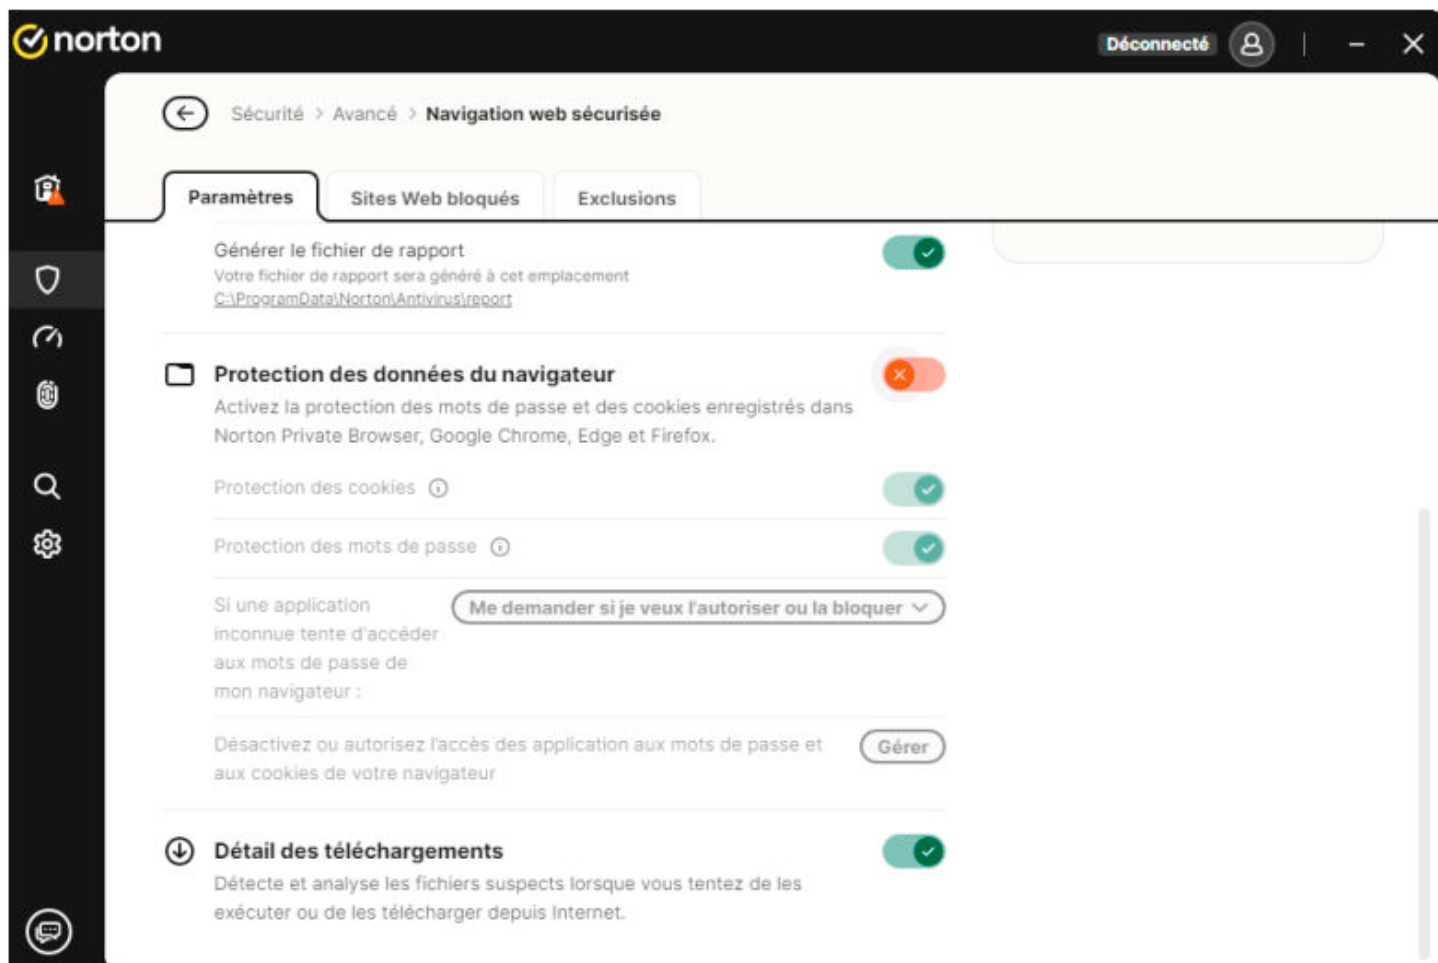 norton
Déconnecté
Sécurité > Avancé > Navigation web sécurisée
Paramètres
Sites Web bloqués
Exclusions
Générer le fichier de rapport
Votre fichier de rapport sera généré à cet emplacement
C:\ProgramData\Norton\Antivirus\report
Protection des données du navigateur
Activez la protection des mots de passe et des cookies enregistrés dans
Norton Private Browser, Google Chrome, Edge et Firefox.
Protection des cookies
Protection des mots de passe
Si une application
inconnue tente d'accéder
aux mots de passe de
mon navigateur :
Me demander si je veux l'autoriser ou la bloquer
Désactivez ou autorisez l'accès des application aux mots de passe et
aux cookies de votre navigateur
Gérer
Détail des téléchargements
Détecte et analyse les fichiers suspects lorsque vous tentez de les
exécuter ou de les télécharger depuis Internet.